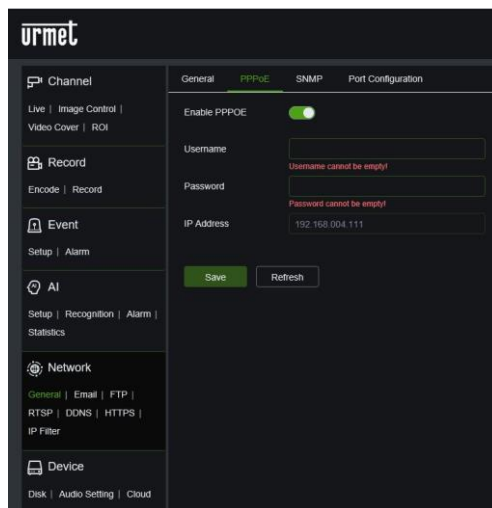 urmet
Channel
Live | Image Control |
Video Cover | ROI
Record
Encode | Record
Event
Setup | Alarm
AI
Setup | Recognition | Alarm |
Statistics
Network
General | Email | FTP |
RTSP | DDNS | HTTPS |
IP Filter
Device
Disk | Audio Setting | Cloud
General PPPoE SNMP Port Configuration
Enable PPPOE
Username
Username cannot be empty!
Password
Password cannot be empty!
IP Address 192.168.004.111
Save Refresh